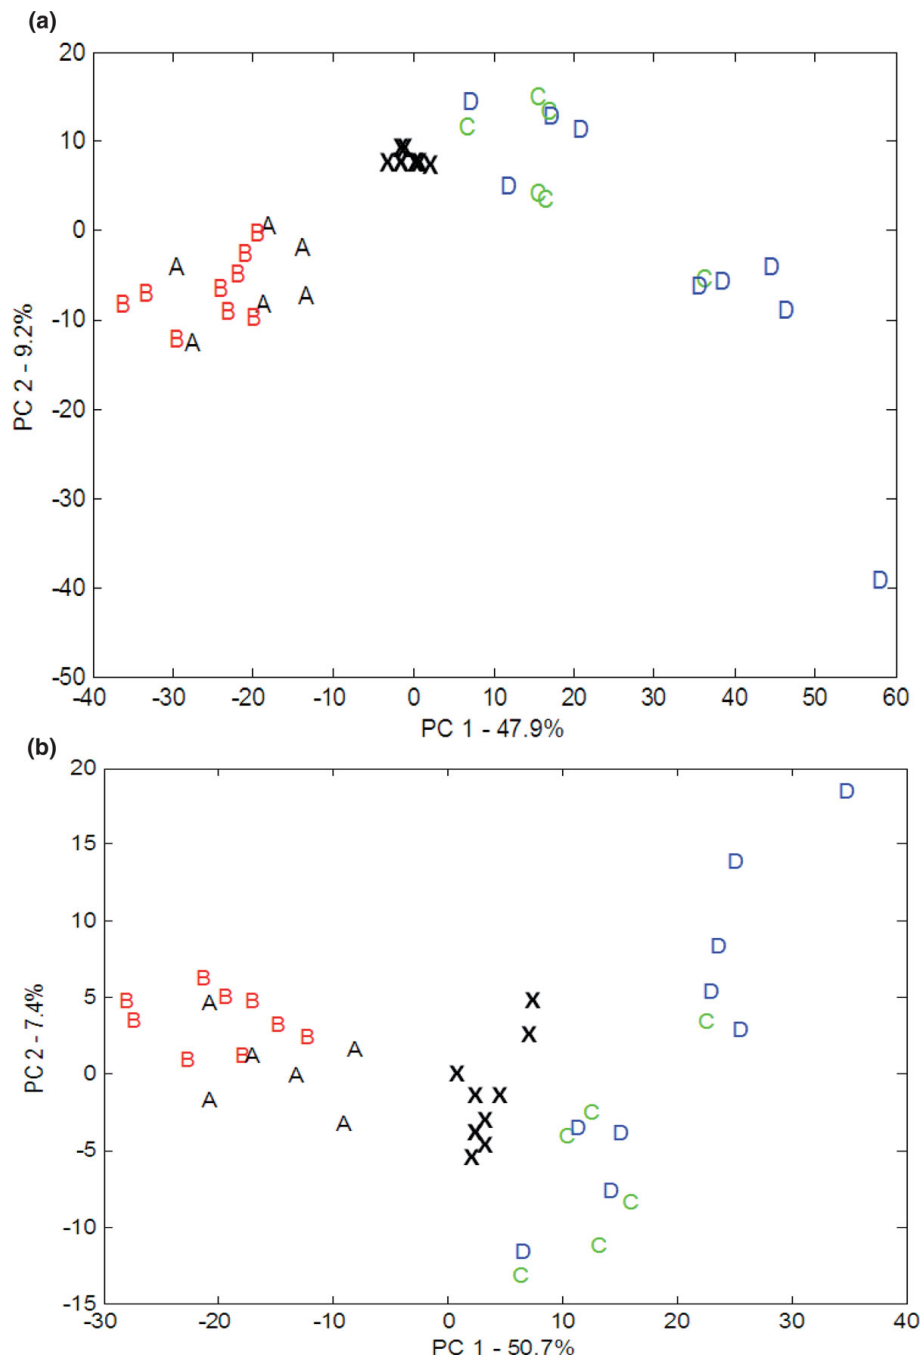 (a)
20
10
0
-10
-20
-30
-40
-50
PC 2 - 9.2%
D C C D D
C
X X X X X X
D C C
B A A
B
A B
B B B A A B
B
B A
C D D D D
D
-40 -30 -20 -10 0 10 20 30 40 50 60
PC 1 - 47.9%
(b)
20
15
10
5
0
-5
-10
-15
PC 2 - 7.4%
D
D
D
B B A B B X D
B C D
B B X
B B A A
A X
A X X
A X C
X C D D
X
X
D C
C
D
C
-30 -20 -10 0 10 20 30 40
PC 1 - 50.7%